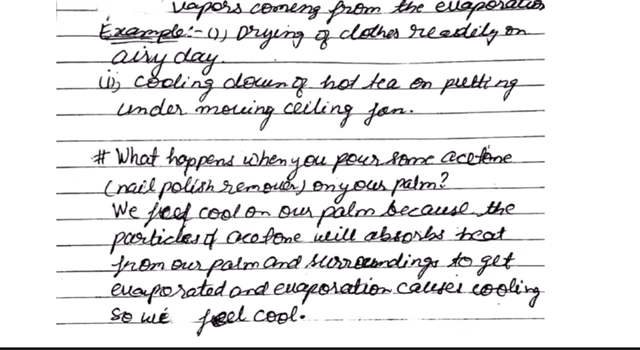 vapors comeng from the evaporation
Example:- (i) Drying of clothes readily on
airy day.
(ii) cooling down of hot tea on putting
under moving ceiling fan.
# What happens when you pour some acetone
(nail polish remover) on your palm?
We feel cool on our palm because the
particles of acetone will absorbs heat
from our palm and surroundings to get
evaporated and evaporation causes cooling
so we feel cool.